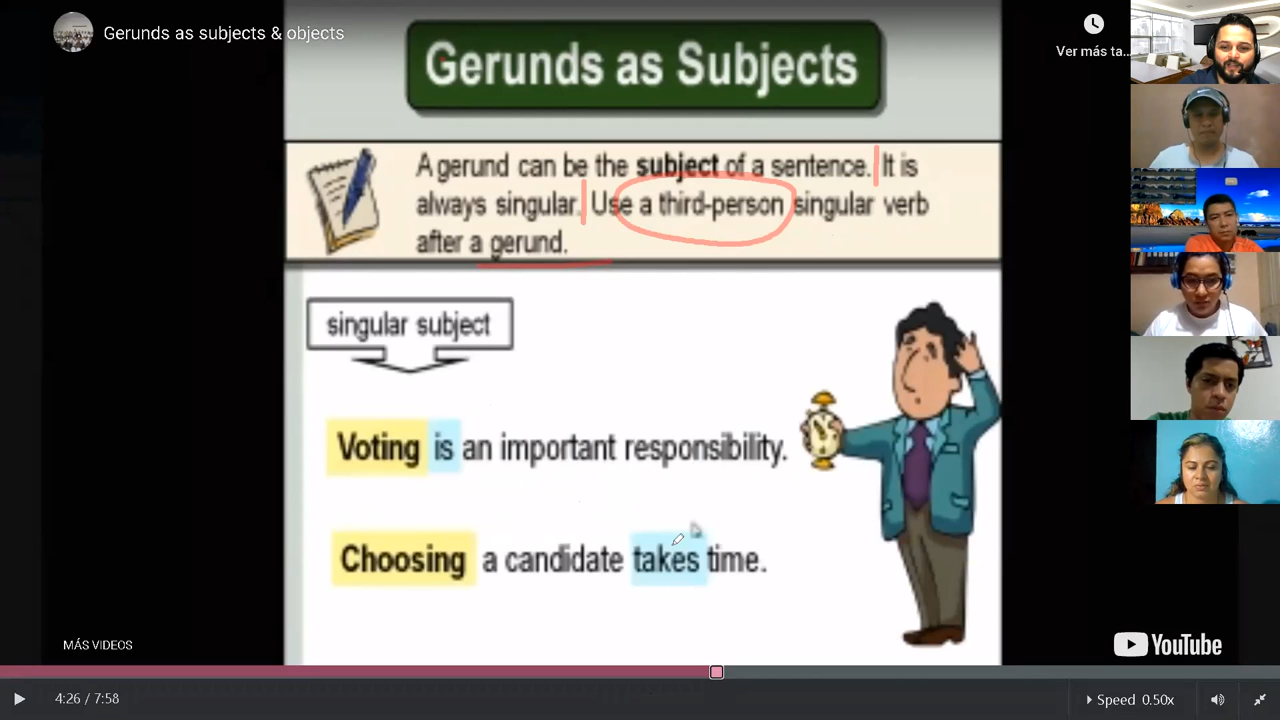 Gerunds as subjects & objects
Ver más ta...
Gerunds as Subjects
A gerund can be the subject of a sentence. It is
always singular. Use a third-person singular verb
after a gerund.
singular subject
Voting is an important responsibility.
Choosing a candidate takes time.
MÁS VIDEOS
YouTube
4:26 / 7:58
Speed 0.50x